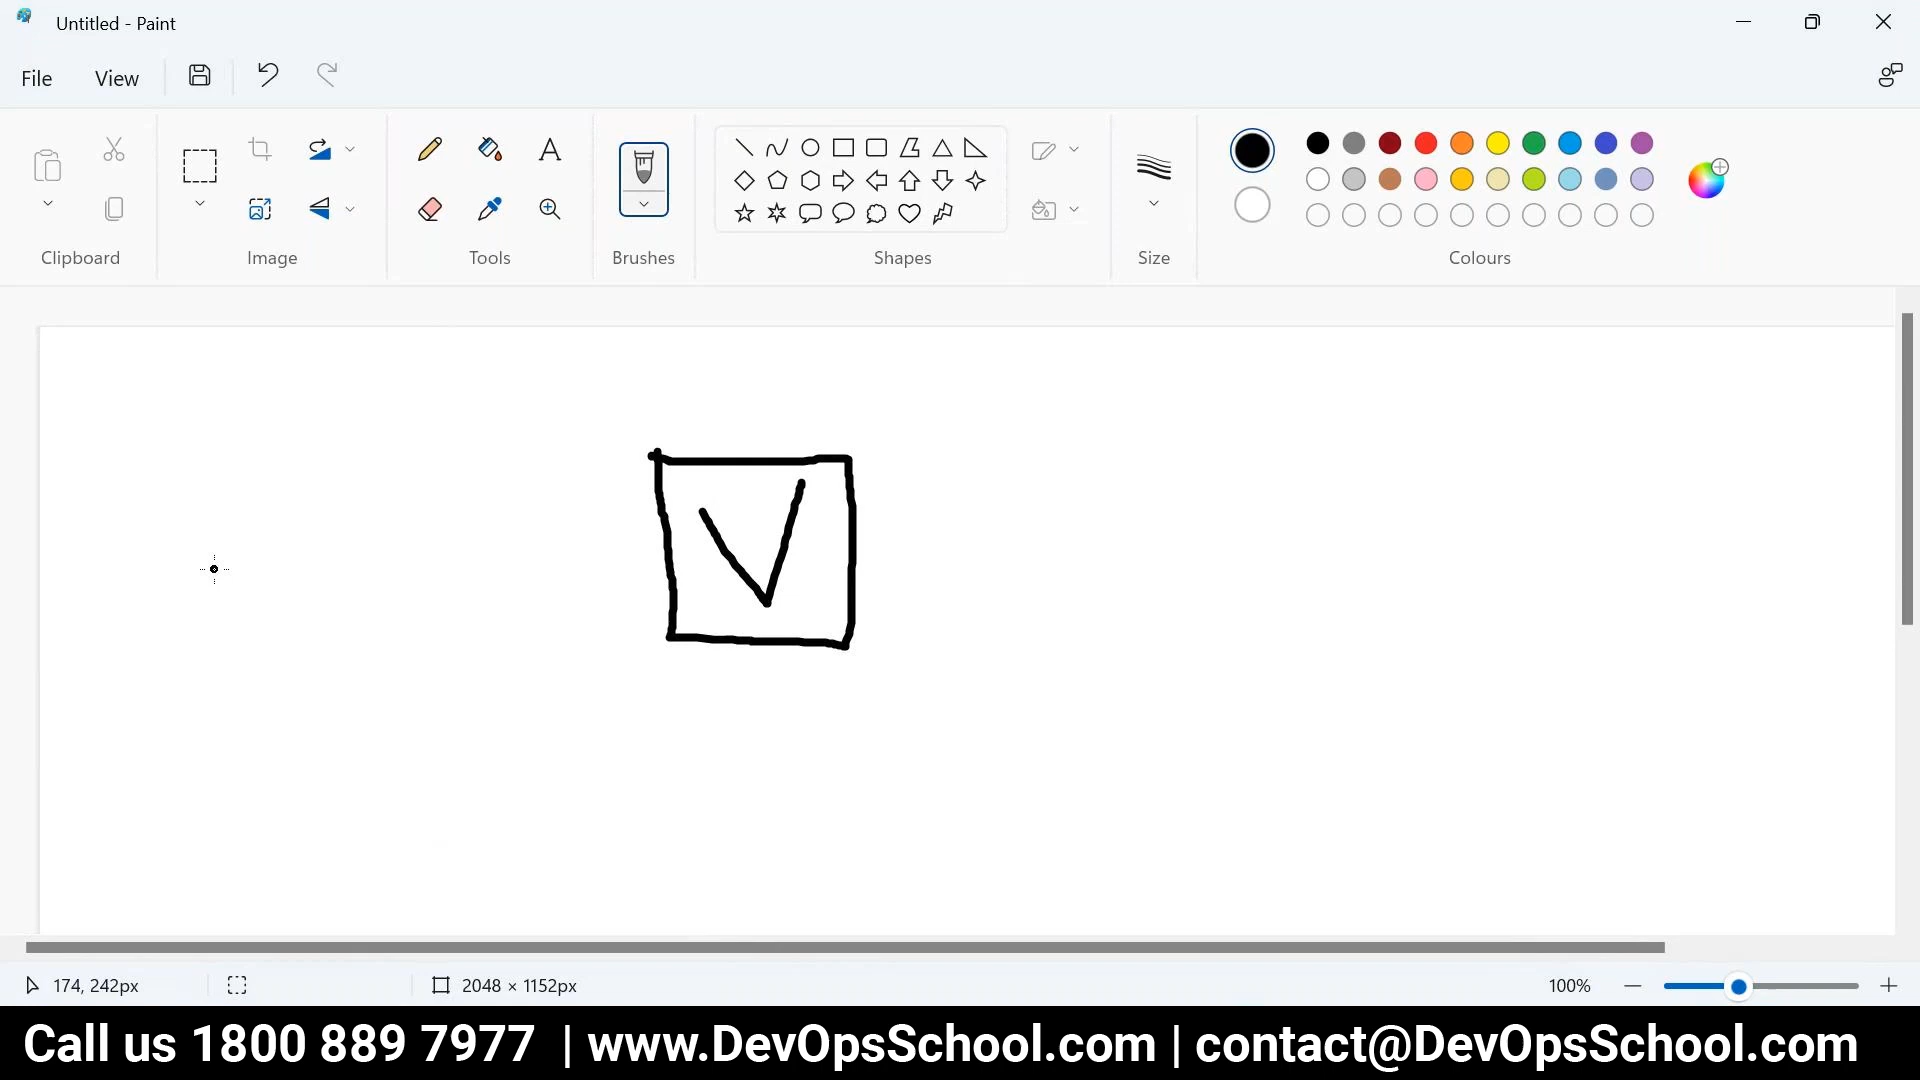 Untitled - Paint
File View
Clipboard Image Tools Brushes Shapes Size Colours
V
174, 242px 2048 × 1152px 100%
Call us 1800 889 7977 | www.DevOpsSchool.com | contact@DevOpsSchool.com